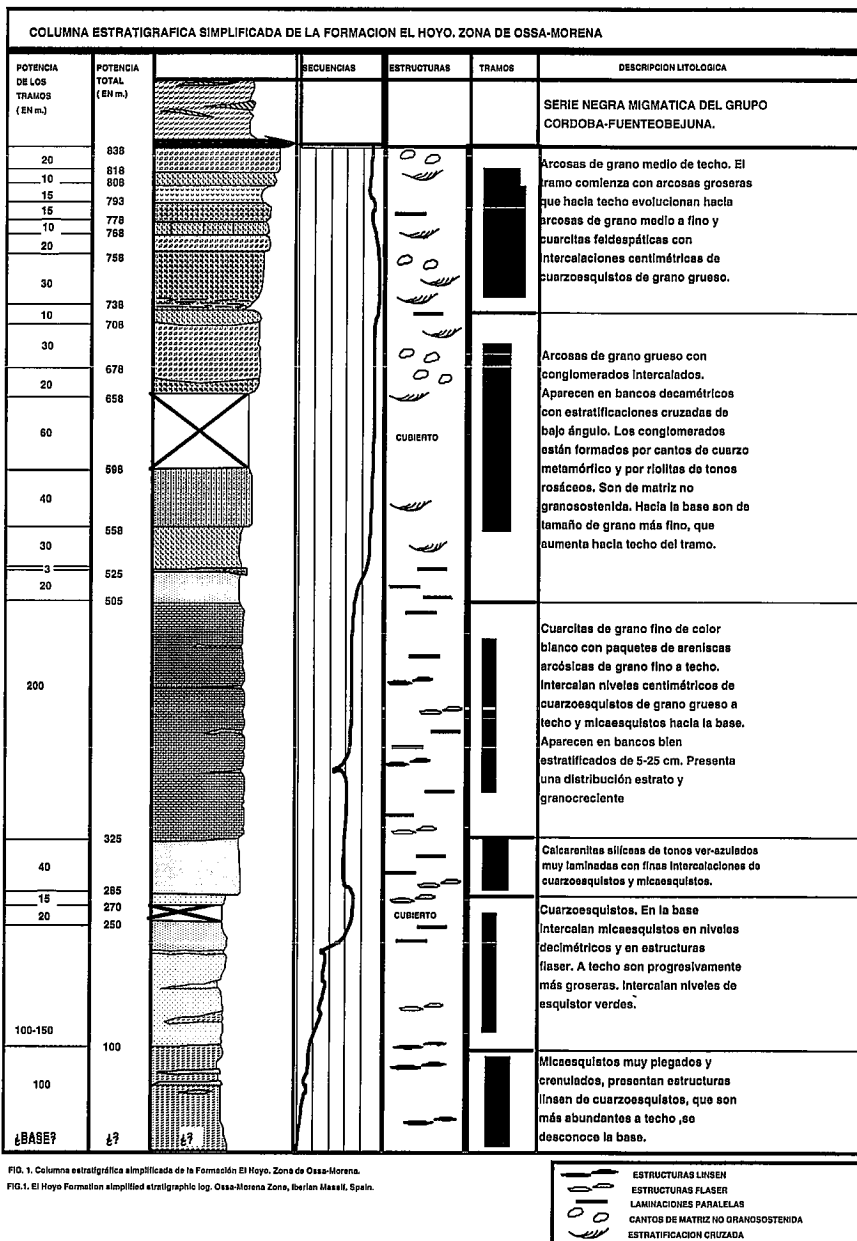 COLUMNA ESTRATIGRAFICA SIMPLIFICADA DE LA FORMACION EL HOYO. ZONA DE OSSA-MORENA
POTENCIA
DE LOS
TRAMOS
( EN m.)
POTENCIA
TOTAL
( EN m.)
SECUENCIAS
ESTRUCTURAS
TRAMOS
DESCRIPCION LITOLOGICA
SERIE NEGRA MIGMATICA DEL GRUPO
CORDOBA-FUENTEOBEJUNA.
20
10
15
15
10
20
30
10
30
20
60
40
30
3
20
200
40
15
20
100-150
100
¿BASE?
838
818
808
793
778
768
758
738
708
678
658
598
558
525
505
325
285
270
250
100
¿?
¿?
CUBIERTO
CUBIERTO
Arcosas de grano medio de techo. El
tramo comienza con arcosas groseras
que hacia techo evolucionan hacia
arcosas de grano medio a fino y
cuarcitas feldespáticas con
intercalaciones centimétricas de
cuarzoesquistos de grano grueso.
Arcosas de grano grueso con
conglomerados intercalados.
Aparecen en bancos decamétricos
con estratificaciones cruzadas de
bajo ángulo. Los conglomerados
están formados por cantos de cuarzo
metamórfico y por riolitas de tonos
rosáceos. Son de matriz no
granosostenida. Hacia la base son de
tamaño de grano más fino, que
aumenta hacia techo del tramo.
Cuarcitas de grano fino de color
blanco con paquetes de areniscas
arcósicas de grano fino a techo.
Intercalan niveles centimétricos de
cuarzoesquistos de grano grueso a
techo y micaesquistos hacia la base.
Aparecen en bancos bien
estratificados de 5-25 cm. Presenta
una distribución estrato y
granocreciente
Calcarenitas silíceas de tonos ver-azulados
muy laminadas con finas intercalaciones de
cuarzoesquistos y micaesquistos.
Cuarzoesquistos. En la base
intercalan micaesquistos en niveles
decimétricos y en estructuras
flaser. A techo son progresivamente
más groseras. Intercalan niveles de
esquistor verdes.
Micaesquistos muy plegados y
crenulados, presentan estructuras
linsen de cuarzoesquistos, que son
más abundantes a techo ,se
desconoce la base.
FIG. 1. Columna estratigráfica simplificada de la Formación El Hoyo. Zona de Ossa-Morena.
FIG.1. El Hoyo Formation simplified stratigraphic log. Ossa-Morena Zone, Iberian Massif, Spain.
ESTRUCTURAS LINSEN
ESTRUCTURAS FLASER
LAMINACIONES PARALELAS
CANTOS DE MATRIZ NO GRANOSOSTENIDA
ESTRATIFICACION CRUZADA